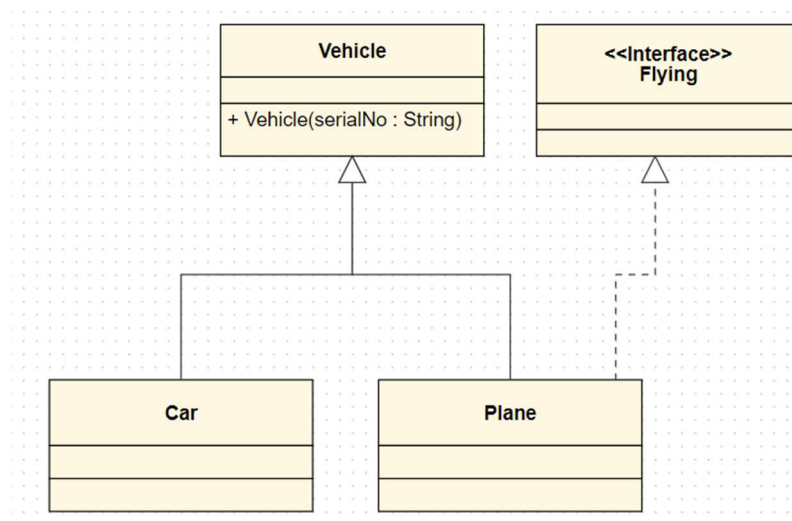 Vehicle
+ Vehicle(serialNo : String)
<<Interface>>
Flying
Car
Plane